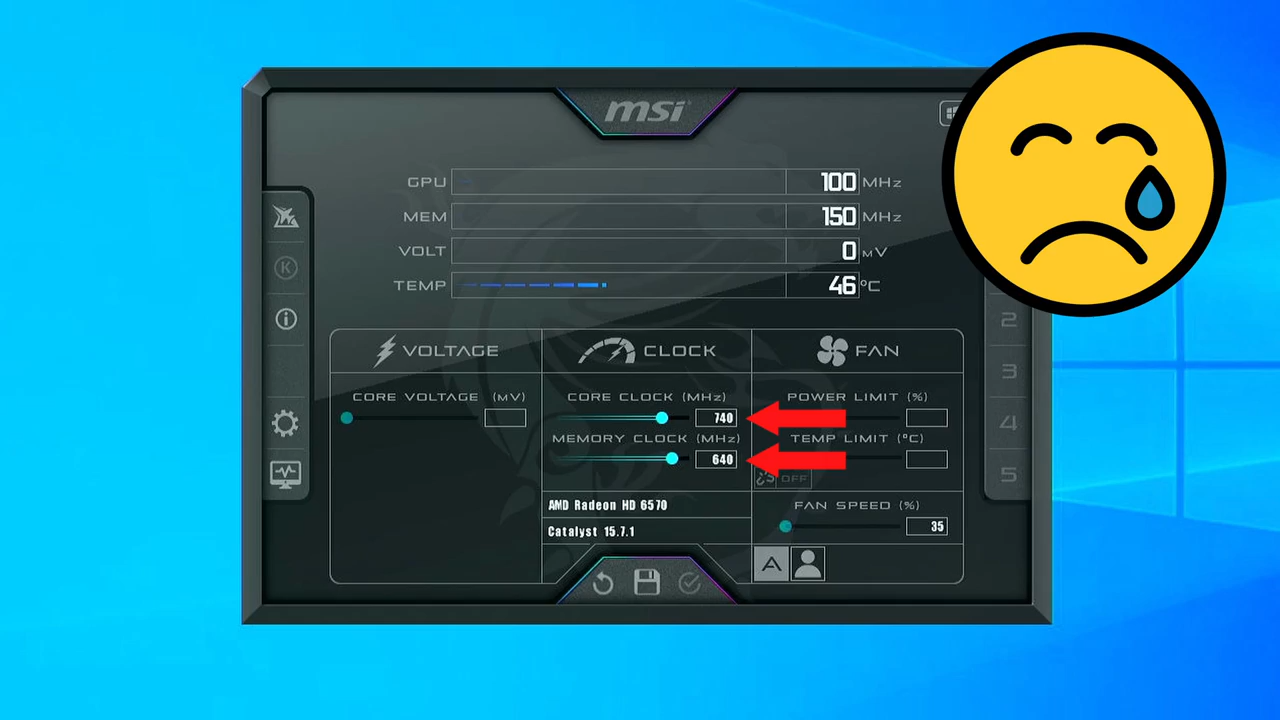 msi
GPU 100 MHz
MEM 150 MHz
VOLT 0 mV
TEMP 46 °C
K
i
VOLTAGE
CLOCK
FAN
CORE VOLTAGE (MV)
CORE CLOCK (MHz) 740
MEMORY CLOCK (MHz) 640
POWER LIMIT (%)
TEMP LIMIT (°C)
OFF
AMD Radeon HD 6570
Catalyst 15.7.1
FAN SPEED (%)
35
A
2
3
4
5